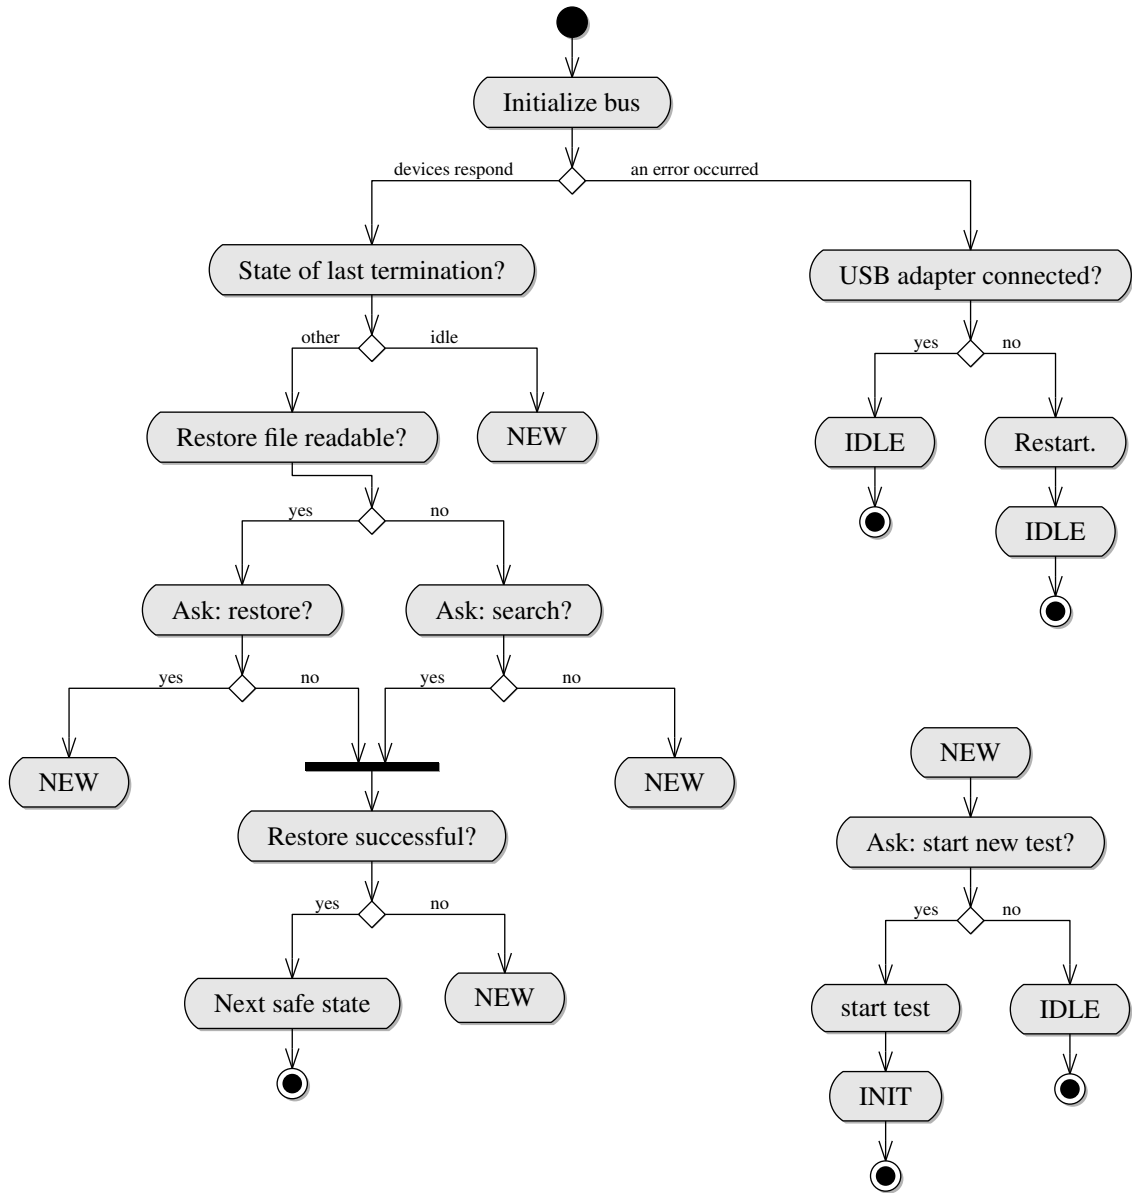 Initialize bus
devices respond
an error occurred
State of last termination?
USB adapter connected?
other
idle
yes
no
Restore file readable?
NEW
IDLE
Restart.
yes
no
IDLE
Ask: restore?
Ask: search?
yes
no
yes
no
NEW
NEW
NEW
Restore successful?
Ask: start new test?
yes
no
yes
no
Next safe state
NEW
start test
IDLE
INIT